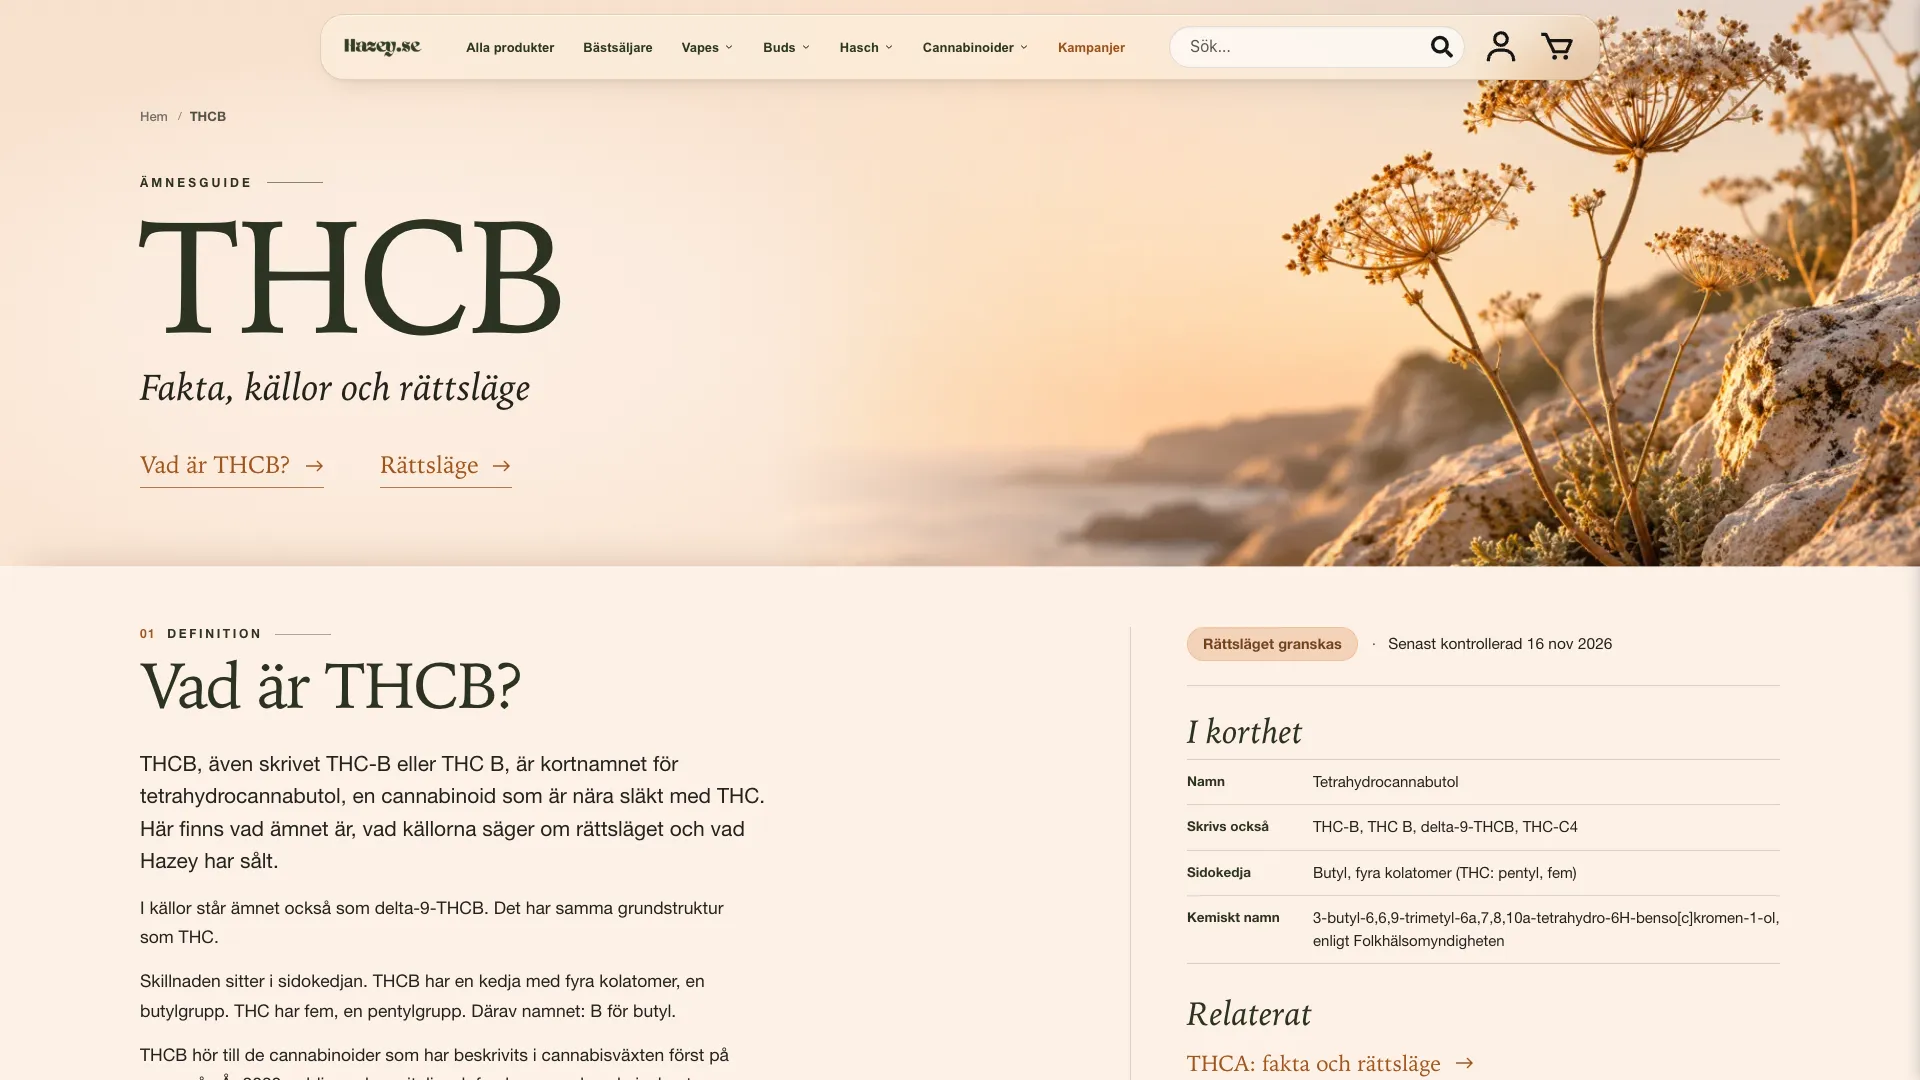 Hazey.se
Alla produkter
Bästsäljare
Vapes
Buds
Hasch
Cannabinoider
Kampanjer
Sök...
Hem / THCB
ÄMNESGUIDE
THCB
Fakta, källor och rättsläge
Vad är THCB? →
Rättsläge →
01 DEFINITION
Vad är THCB?
THCB, även skrivet THC-B eller THC B, är kortnamnet för
tetrahydrocannabutol, en cannabinoid som är nära släkt med THC.
Här finns vad ämnet är, vad källorna säger om rättsläget och vad
Hazey har sålt.
I källor står ämnet också som delta-9-THCB. Det har samma grundstruktur
som THC.
Skillnaden sitter i sidokedjan. THCB har en kedja med fyra kolatomer, en
butylgrupp. THC har fem, en pentylgrupp. Därav namnet: B för butyl.
THCB hör till de cannabinoider som har beskrivits i cannabisväxten först på
Rättsläget granskas · Senast kontrollerad 16 nov 2026
I korthet
Namn Tetrahydrocannabutol
Skrivs också THC-B, THC B, delta-9-THCB, THC-C4
Sidokedja Butyl, fyra kolatomer (THC: pentyl, fem)
Kemiskt namn 3-butyl-6,6,9-trimetyl-6a,7,8,10a-tetrahydro-6H-benso[c]kromen-1-ol,
enligt Folkhälsomyndigheten
Relaterat
THCA: fakta och rättsläge →